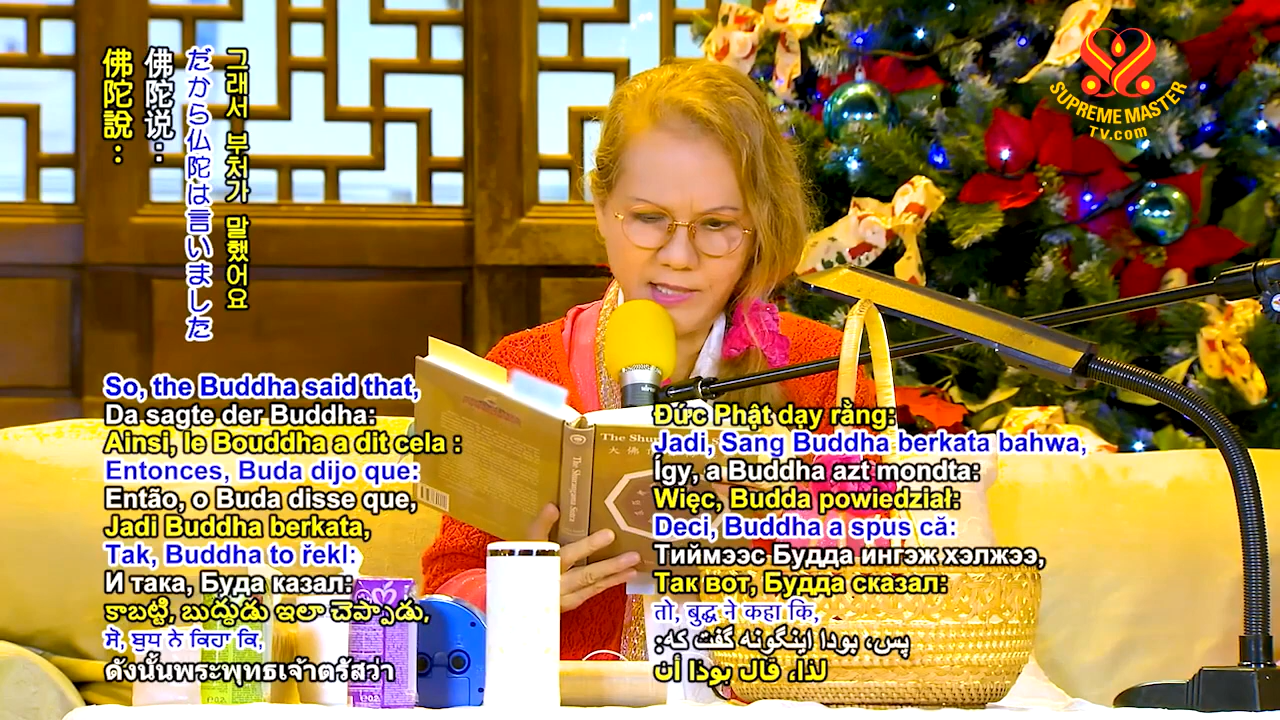 佛陀說：
佛陀说：
だから仏陀は言いました
그래서 부처가 말했어요
SUPREME MASTER
TV.com
So, the Buddha said that,
Da sagte der Buddha:
Ainsi, le Bouddha a dit cela :
Entonces, Buda dijo que:
Então, o Buda disse que,
Jadi Buddha berkata,
Tak, Buddha to řekl:
И така, Буда казал:
కాబట్టి, బుద్ధుడు ఇలా చెప్పాడు,
ਸੋ, ਬੁਧ ਨੇ ਕਿਹਾ ਕਿ,
ดังนั้นพระพุทธเจ้าตรัสว่า
Đức Phật dạy rằng:
Jadi, Sang Buddha berkata bahwa,
Így, a Buddha azt mondta:
Więc, Budda powiedział:
Deci, Buddha a spus că:
Тиймээс Будда ингэж хэлжээ,
Так вот, Будда сказал:
तो, बुद्ध ने कहा कि,
پس، بودا اینگونه گفت که:
لذا، قال بوذا أن
The Shurangama Sutra
The Shu
大佛